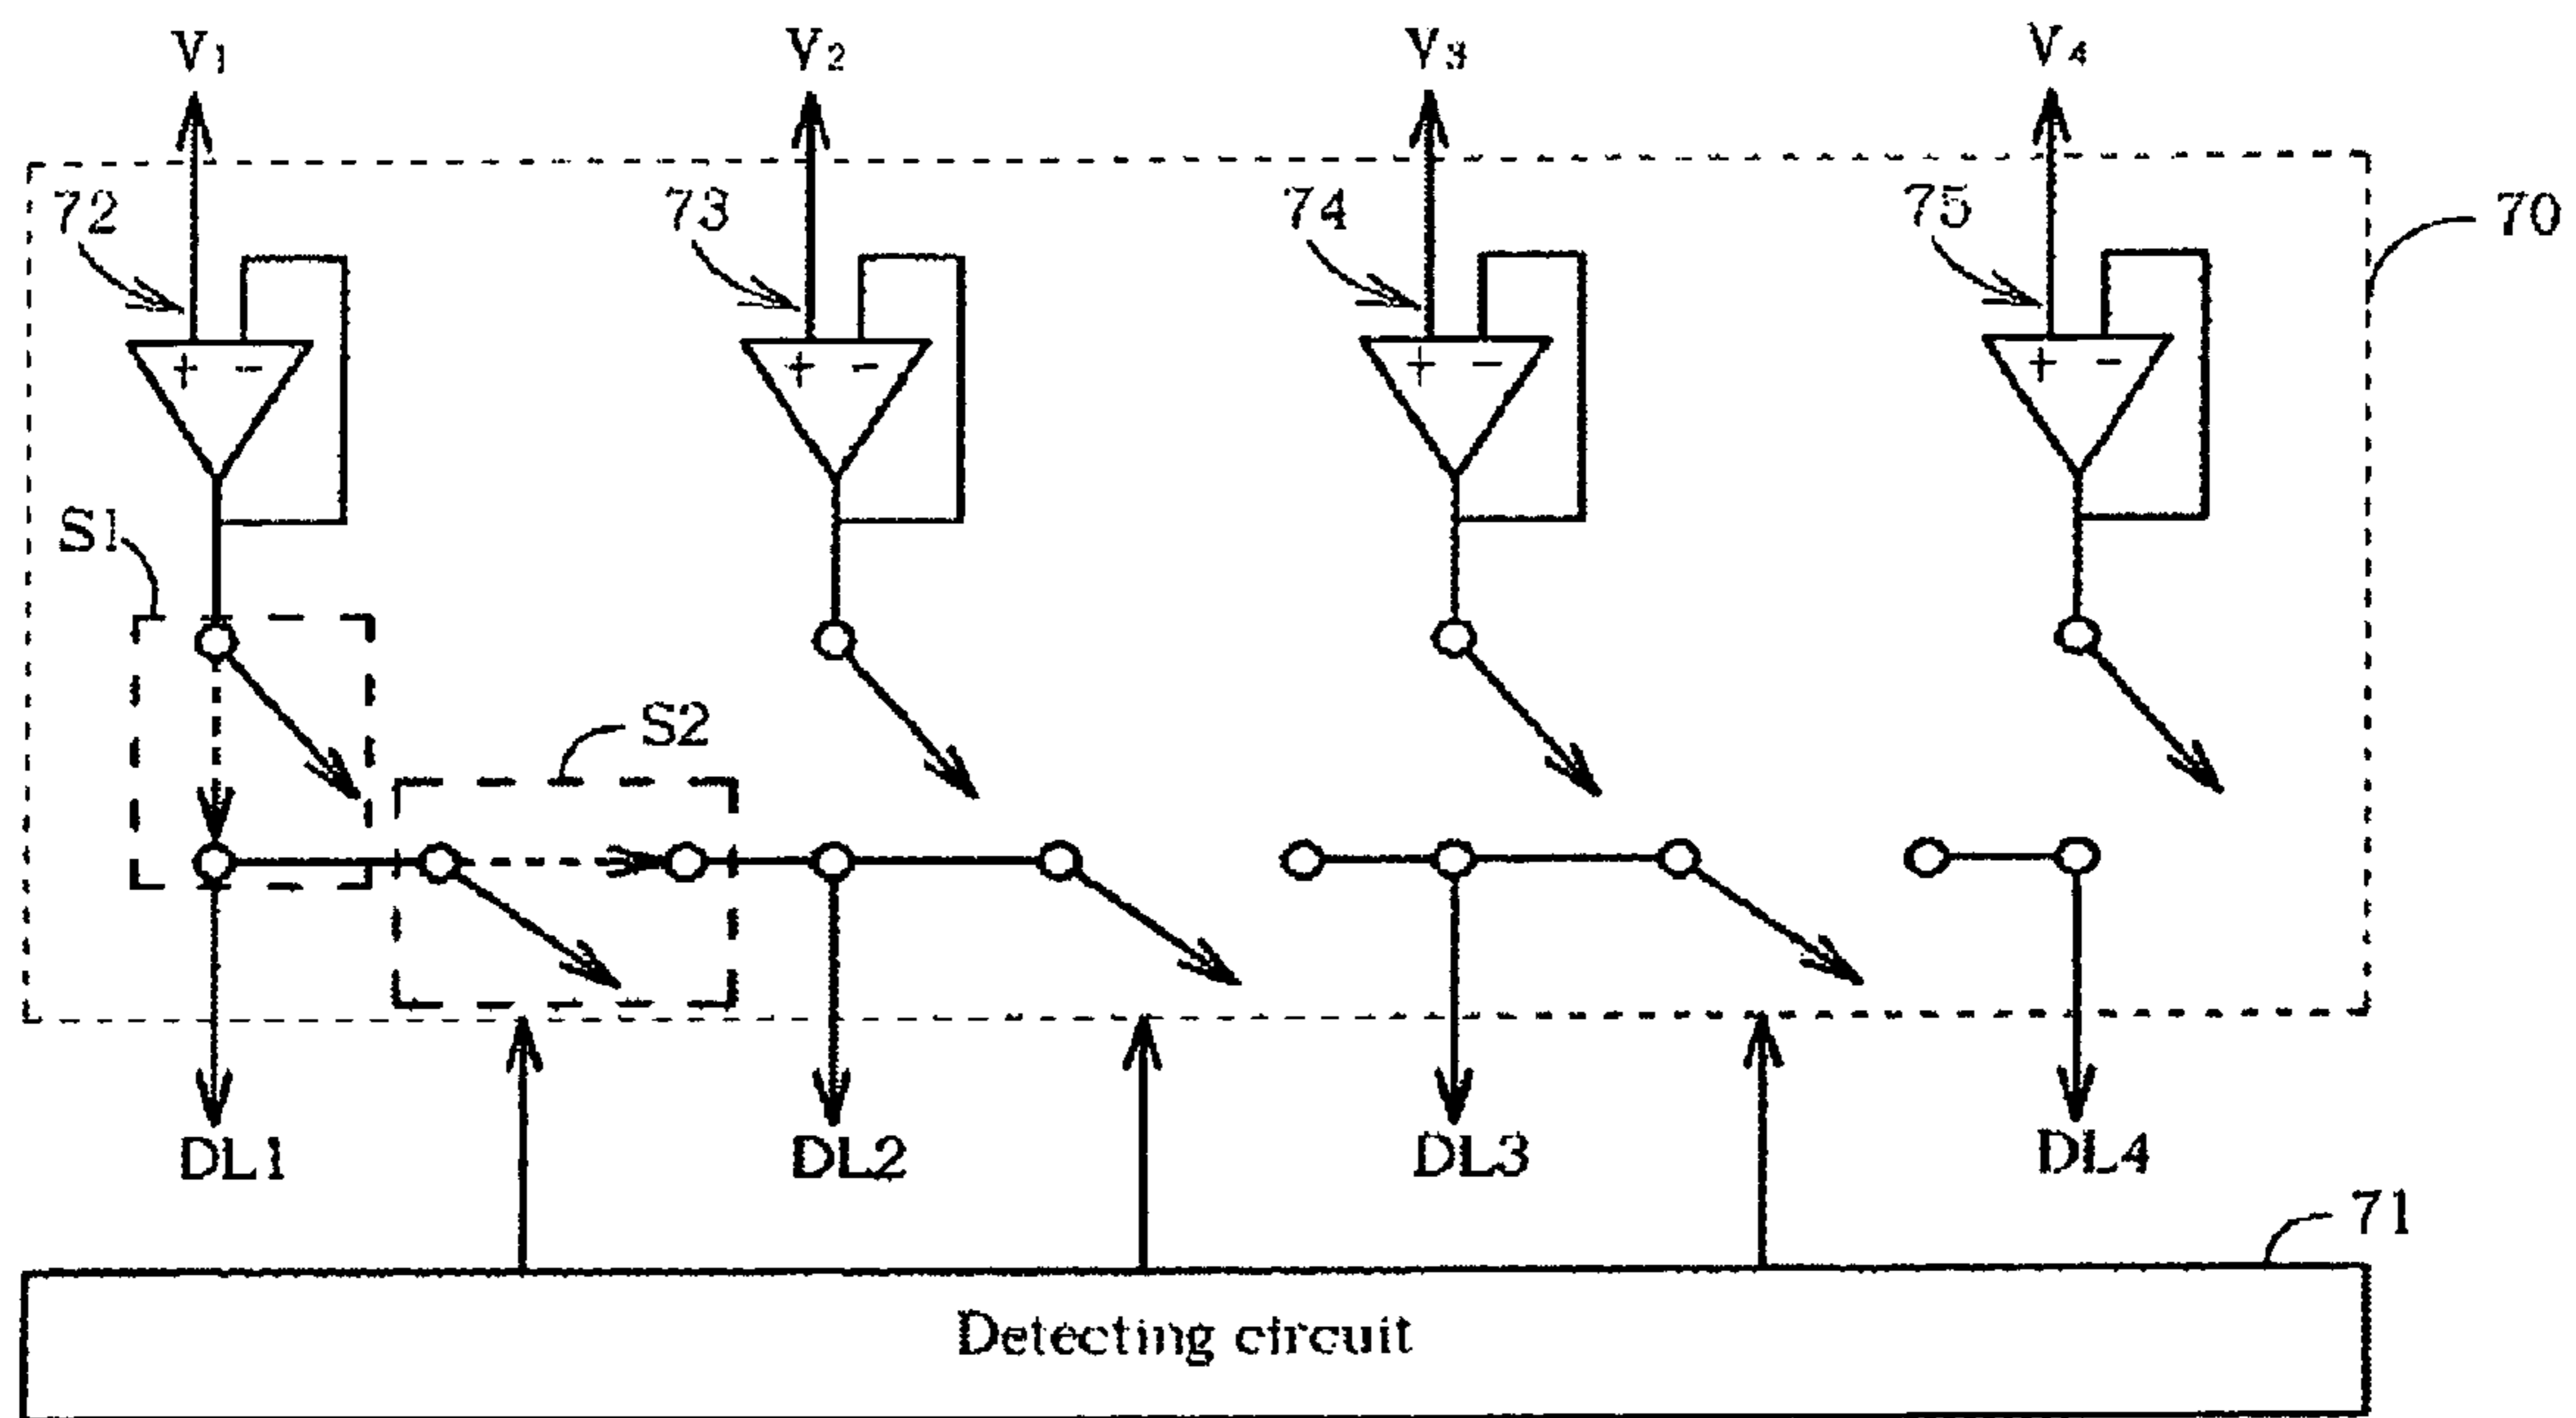 V1 V2 V3 V4
72 73 74 75 70
+ - + - + - + -
S1
S2
DL1 DL2 DL3 DL4
71
Detecting circuit